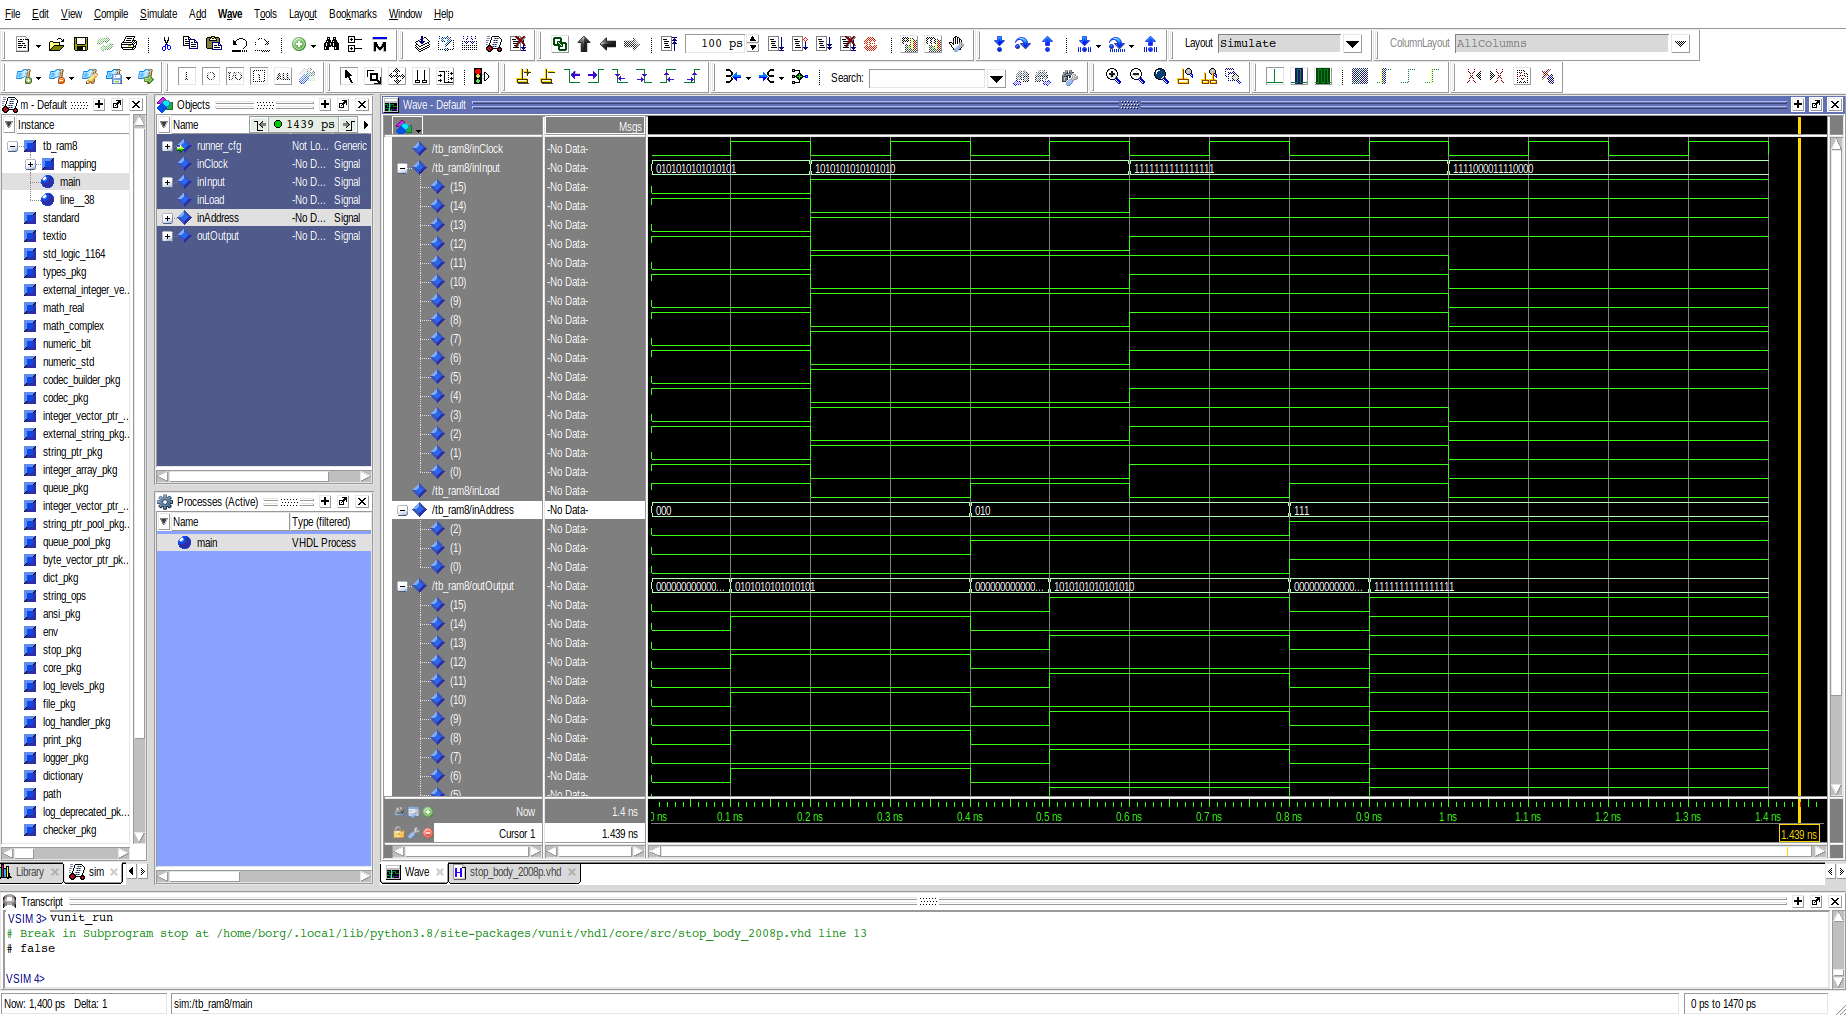 File Edit View Compile Simulate Add Wave Tools Layout Bookmarks Window Help
100 ps
Layout Simulate
ColumnLayout AllColumns
Search:
m - Default
Instance
tb_ram8
mapping
main
line__38
standard
textio
std_logic_1164
types_pkg
external_integer_ve..
math_real
math_complex
numeric_bit
numeric_std
codec_builder_pkg
codec_pkg
integer_vector_ptr_..
external_string_pkg..
string_ptr_pkg
integer_array_pkg
queue_pkg
integer_vector_ptr_..
string_ptr_pool_pkg..
queue_pool_pkg
byte_vector_ptr_pk..
dict_pkg
string_ops
ansi_pkg
env
stop_pkg
core_pkg
log_levels_pkg
file_pkg
log_handler_pkg
print_pkg
logger_pkg
dictionary
path
log_deprecated_pk...
checker_pkg
Library
sim
Objects
Name 1439 ps
runner_cfg Not Lo... Generic
inClock -No D... Signal
inInput -No D... Signal
inLoad -No D... Signal
inAddress -No D... Signal
outOutput -No D... Signal
Processes (Active)
Name Type (filtered)
main VHDL Process
Wave - Default
Msgs
/tb_ram8/inClock -No Data-
/tb_ram8/inInput -No Data- 0101010101010101 1010101010101010 1111111111111111 1111000011110000
(15) -No Data-
(14) -No Data-
(13) -No Data-
(12) -No Data-
(11) -No Data-
(10) -No Data-
(9) -No Data-
(8) -No Data-
(7) -No Data-
(6) -No Data-
(5) -No Data-
(4) -No Data-
(3) -No Data-
(2) -No Data-
(1) -No Data-
(0) -No Data-
/tb_ram8/inLoad -No Data-
/tb_ram8/inAddress -No Data- 000 010 111
(2) -No Data-
(1) -No Data-
(0) -No Data-
/tb_ram8/outOutput -No Data- 000000000000... 0101010101010101 000000000000... 1010101010101010 000000000000... 1111111111111111
(15) -No Data-
(14) -No Data-
(13) -No Data-
(12) -No Data-
(11) -No Data-
(10) -No Data-
(9) -No Data-
(8) -No Data-
(7) -No Data-
(6) -No Data-
(5) -No Data-
Now 1.4 ns
0.1 ns 0.2 ns 0.3 ns 0.4 ns 0.5 ns 0.6 ns 0.7 ns 0.8 ns 0.9 ns 1 ns 1.1 ns 1.2 ns 1.3 ns 1.4 ns
Cursor 1 1.439 ns
1.439 ns
Wave
stop_body_2008p.vhd
Transcript
VSIM 3> vunit_run
# Break in Subprogram stop at /home/borg/.local/lib/python3.8/site-packages/vunit/vhdl/core/src/stop_body_2008p.vhd line 13
# false
VSIM 4>
Now: 1,400 ps Delta: 1
sim:/tb_ram8/main
0 ps to 1470 ps